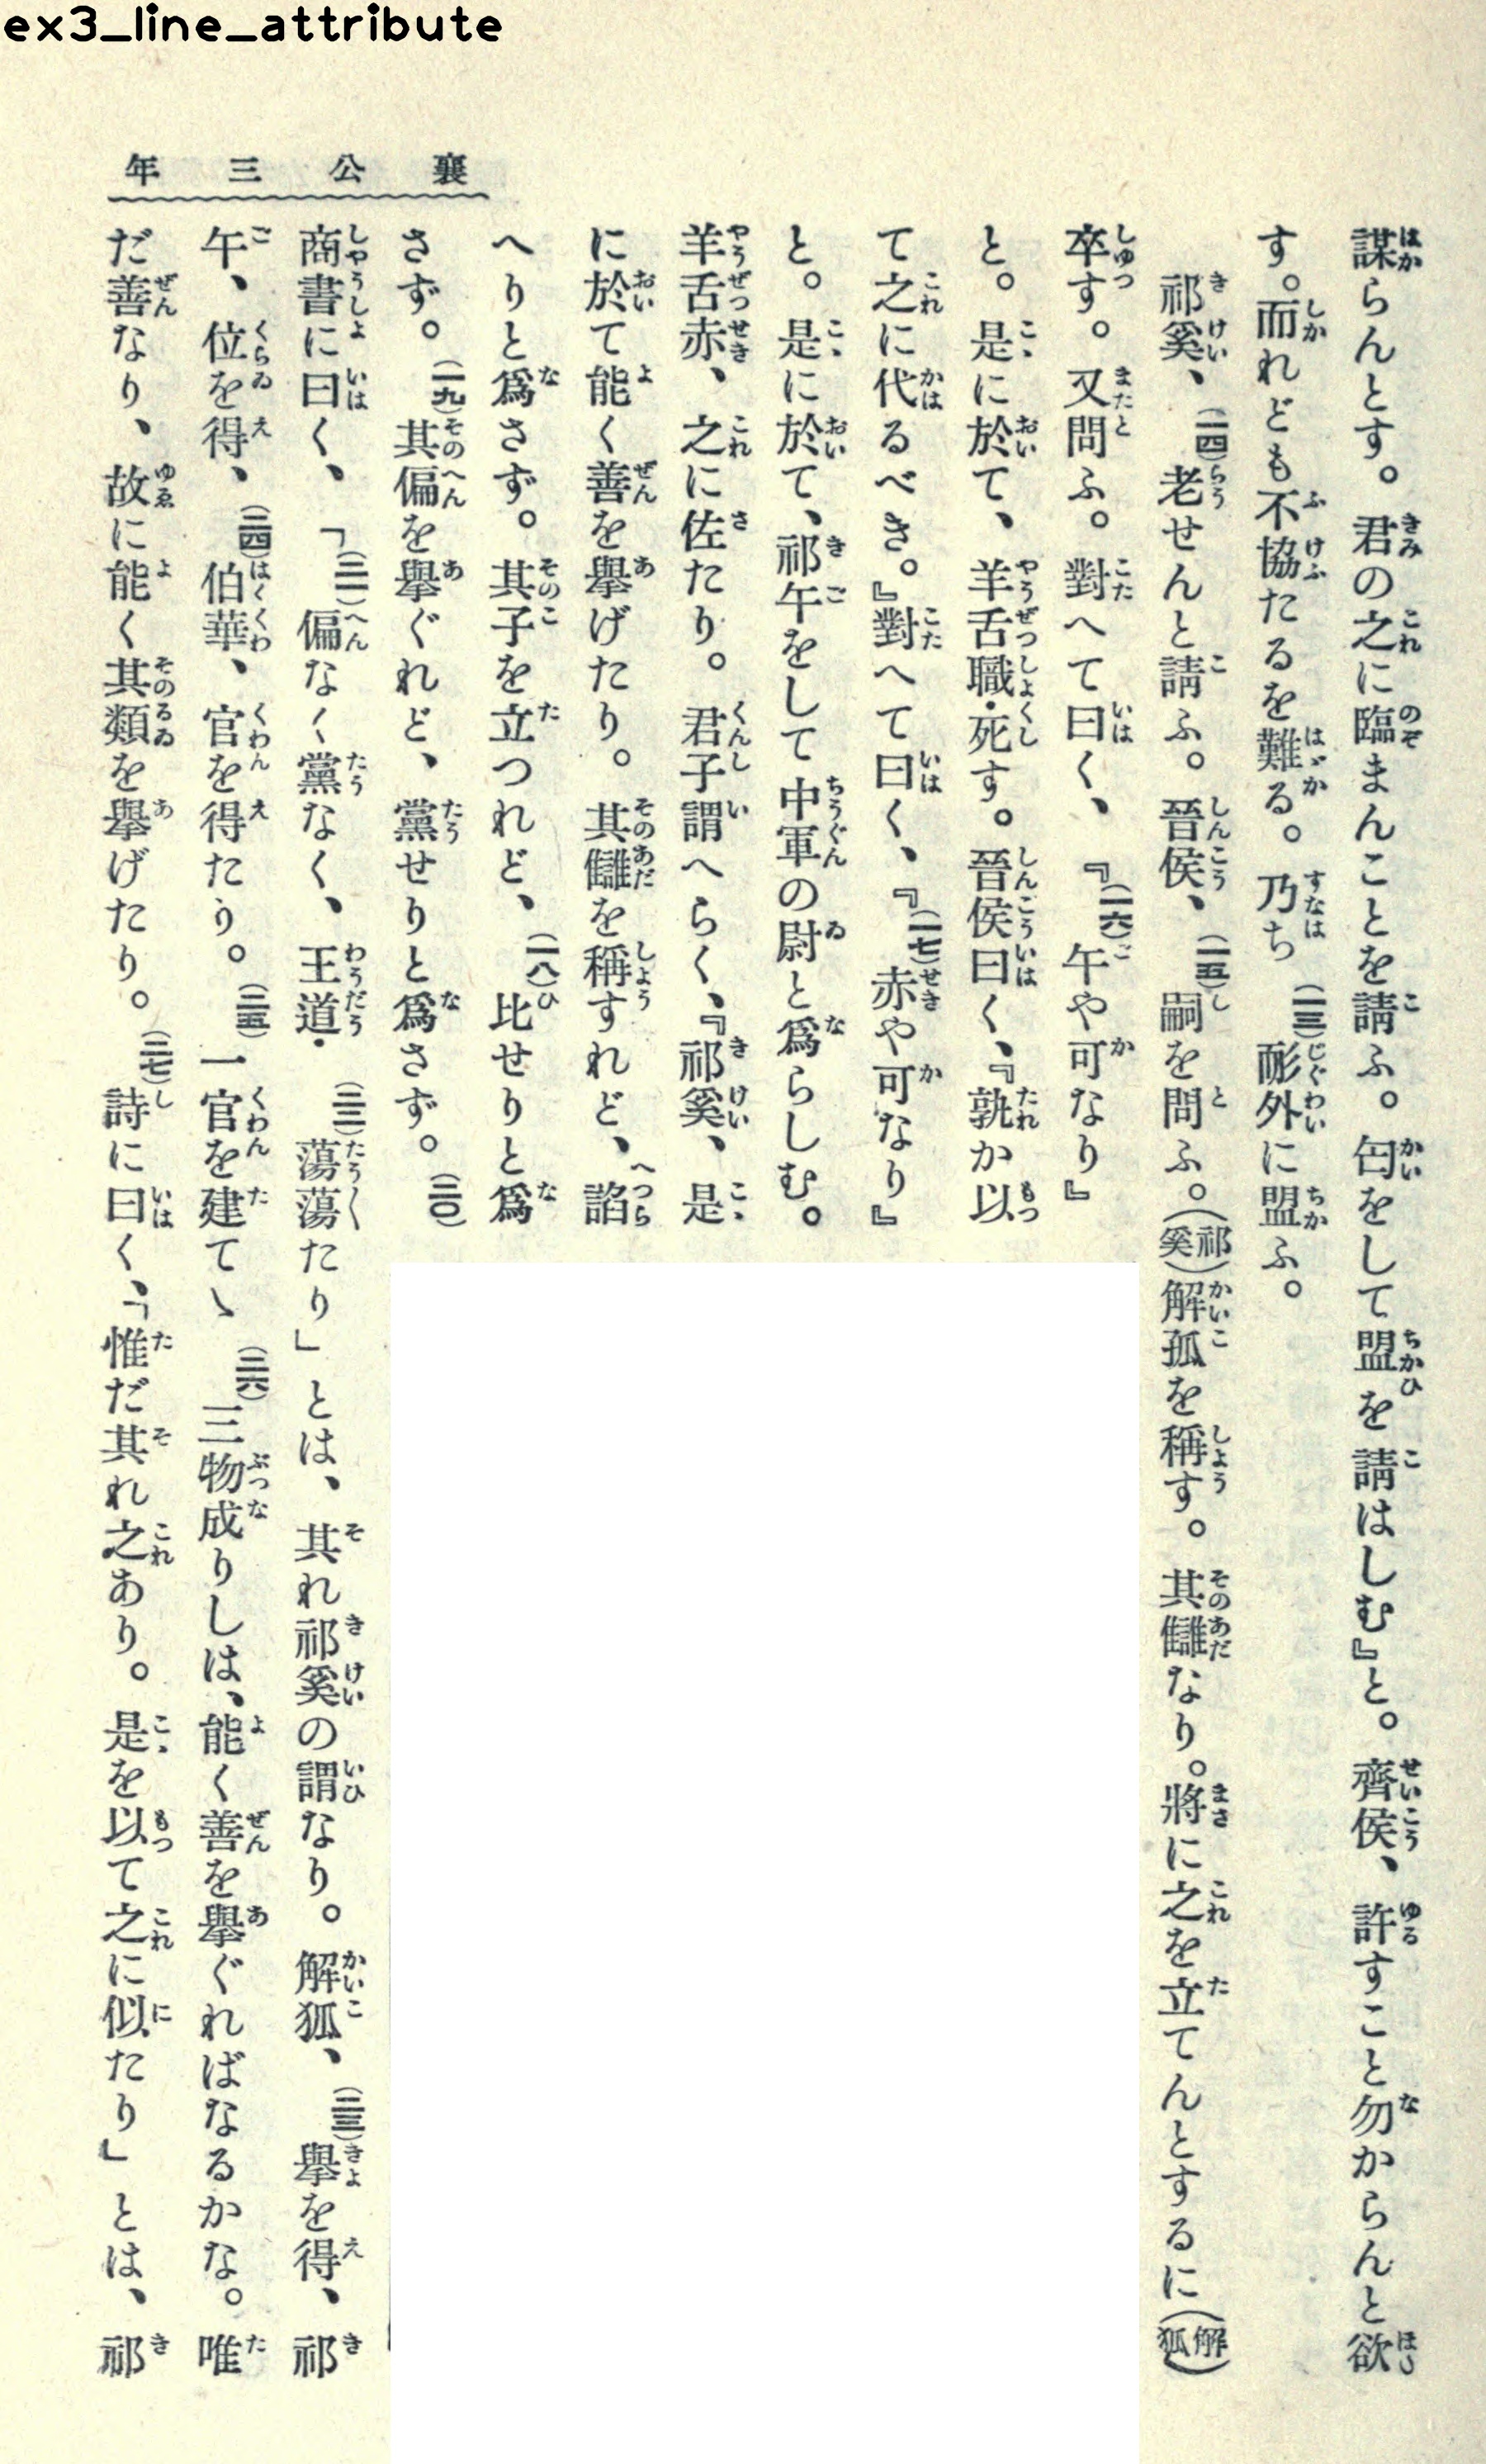 ex3_line_attribute
襄公三年
謀らんとす。君の之に臨まんことを請ふ。匄をして盟を請はしむ』と。齊侯、許すこと勿からんと欲
す。而れども不協たるを難る。乃ち(一三)耏外に盟ふ。
祁奚、(一四)老せんと請ふ。晉侯、(一五)嗣を問ふ。(祁奚)解孤を稱す。其讎なり。將に之を立てんとするに(解狐)
卒す。又問ふ。對へて曰く、『(一六)午や可なり』
と。是に於て、羊舌職・死す。晉侯曰く、『孰か以
て之に代るべき。』對へて曰く、『(一七)赤や可なり』
と。是に於て、祁午をして中軍の尉と爲らしむ。
羊舌赤、之に佐たり。君子謂へらく、『祁奚、是
に於て能く善を擧げたり。其讎を稱すれど、諂
へりと爲さず。其子を立つれど、(一八)比せりと爲
さず。(一九)其偏を擧ぐれど、黨せりと爲さず。(二〇)
商書に曰く、「(二一)偏なく黨なく、王道・(二二)蕩蕩たり」とは、其れ祁奚の謂なり。解狐、(二三)擧を得、祁
午、位を得、(二四)伯華、官を得たり。(二五)一官を建てゝ(二六)三物成りしは、能く善を擧ぐればなるかな。唯
だ善なり、故に能く其類を擧げたり。(二七)詩に曰く、「惟だ其れ之あり。是を以て之に似たり」とは、祁